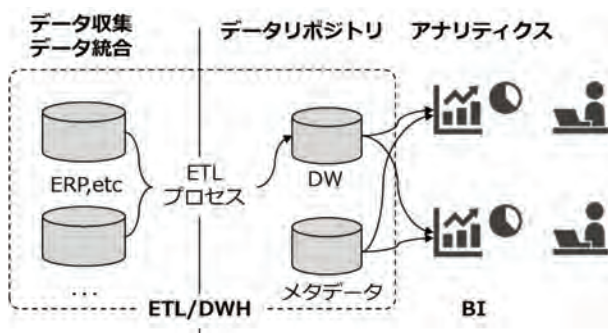 データ収集
データ統合
データリポジトリ
アナリティクス
ERP,etc
...
ETL
プロセス
DW
メタデータ
ETL/DWH
BI